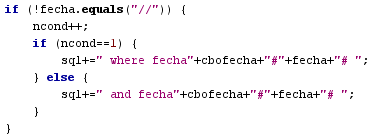 if (!fecha.equals("//")) {
ncond++;
if (ncond==1) {
sql+=" where fecha"+cbofecha+"#"+fecha+"# ";
} else {
sql+=" and fecha"+cbofecha+"#"+fecha+"# ";
}
}